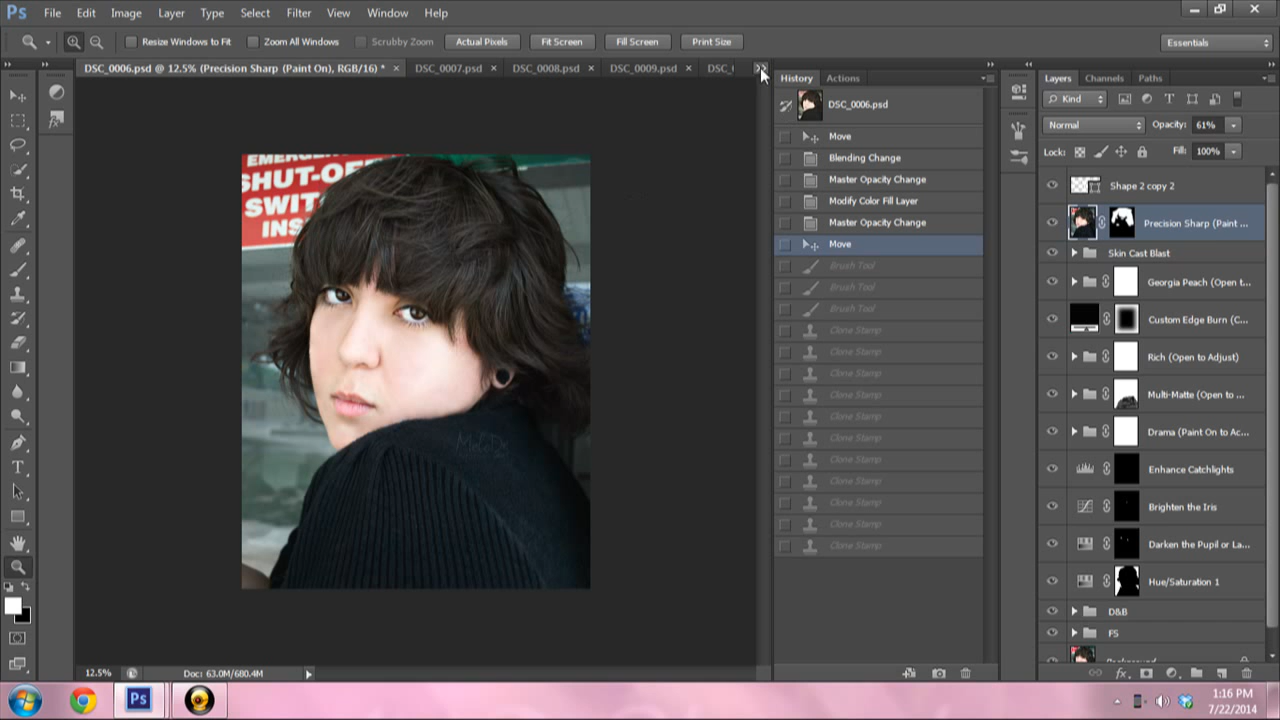 Ps File Edit Image Layer Type Select Filter View Window Help
Resize Windows to Fit Zoom All Windows Scrubby Zoom Actual Pixels Fit Screen Fill Screen Print Size Essentials
DSC_0006.psd @ 12.5% (Precision Sharp (Paint On), RGB/16) * × DSC_0007.psd × DSC_0008.psd × DSC_0009.psd × DSC_
History Actions
DSC_0006.psd
Move
Blending Change
Master Opacity Change
Modify Color Fill Layer
Master Opacity Change
Move
Brush Tool
Brush Tool
Brush Tool
Clone Stamp
Clone Stamp
Clone Stamp
Clone Stamp
Clone Stamp
Clone Stamp
Clone Stamp
Clone Stamp
Clone Stamp
Clone Stamp
Clone Stamp
Layers Channels Paths
Kind
Normal Opacity: 61%
Lock: Fill: 100%
Shape 2 copy 2
Precision Sharp (Paint ...
Skin Cast Blast
Georgia Peach (Open t...
Custom Edge Burn (C...
Rich (Open to Adjust)
Multi-Matte (Open to ...
Drama (Paint On to Ac...
Enhance Catchlights
Brighten the Iris
Darken the Pupil or La...
Hue/Saturation 1
D&B
FS
Background
SHUT-OFF
SWIT
INS
12.5% Doc: 63.0M/680.4M
Ps
1:16 PM
7/22/2014